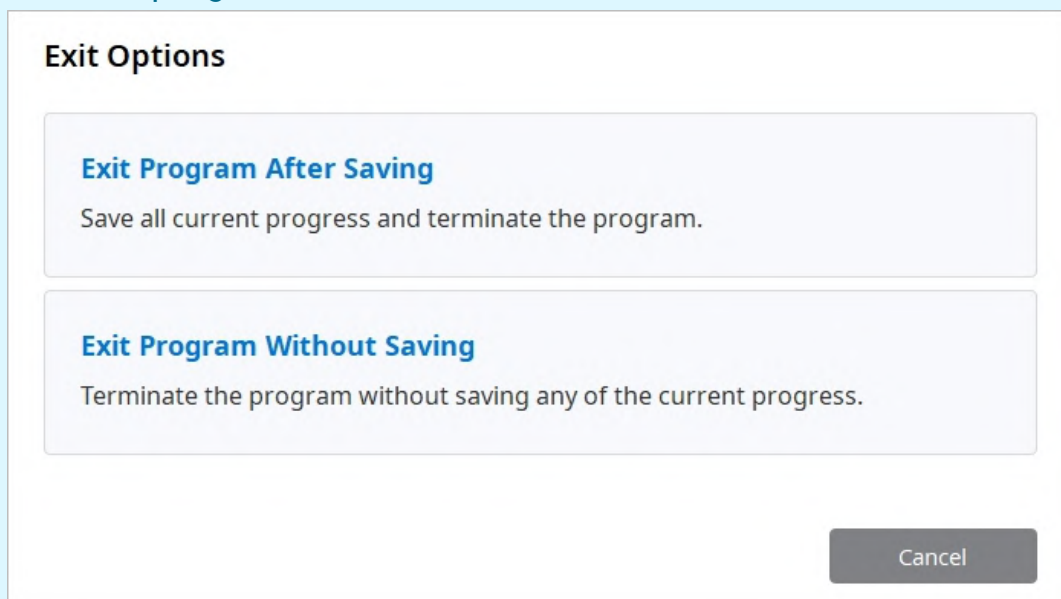 Exit Options
Exit Program After Saving
Save all current progress and terminate the program.
Exit Program Without Saving
Terminate the program without saving any of the current progress.
Cancel